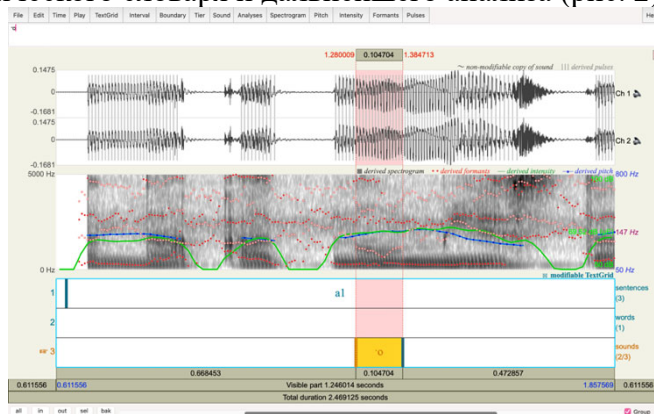 File Edit Time Play TextGrid Interval Boundary Tier Sound Analyses Spectrogram Pitch Intensity Formants Pulses
1.280009 0.104704 1.384713
0.1475
~ non-modifiable copy of sound ||| derived pulses
0
Ch 1
-0.1681
0.1475
0
Ch 2
-0.1681
5000 Hz
derived spectrogram derived formants derived intensity derived pitch
800 Hz
147 Hz
0 Hz
50 Hz
modifiable TextGrid
1 a1 sentences
(3)
2 words
(1)
3 sounds
(2/3)
0.668453 0.104704 0.472857
0.611556 0.611556 Visible part 1.246014 seconds 1.857569 0.611556
Total duration 2.469125 seconds
all in out sel bak Group